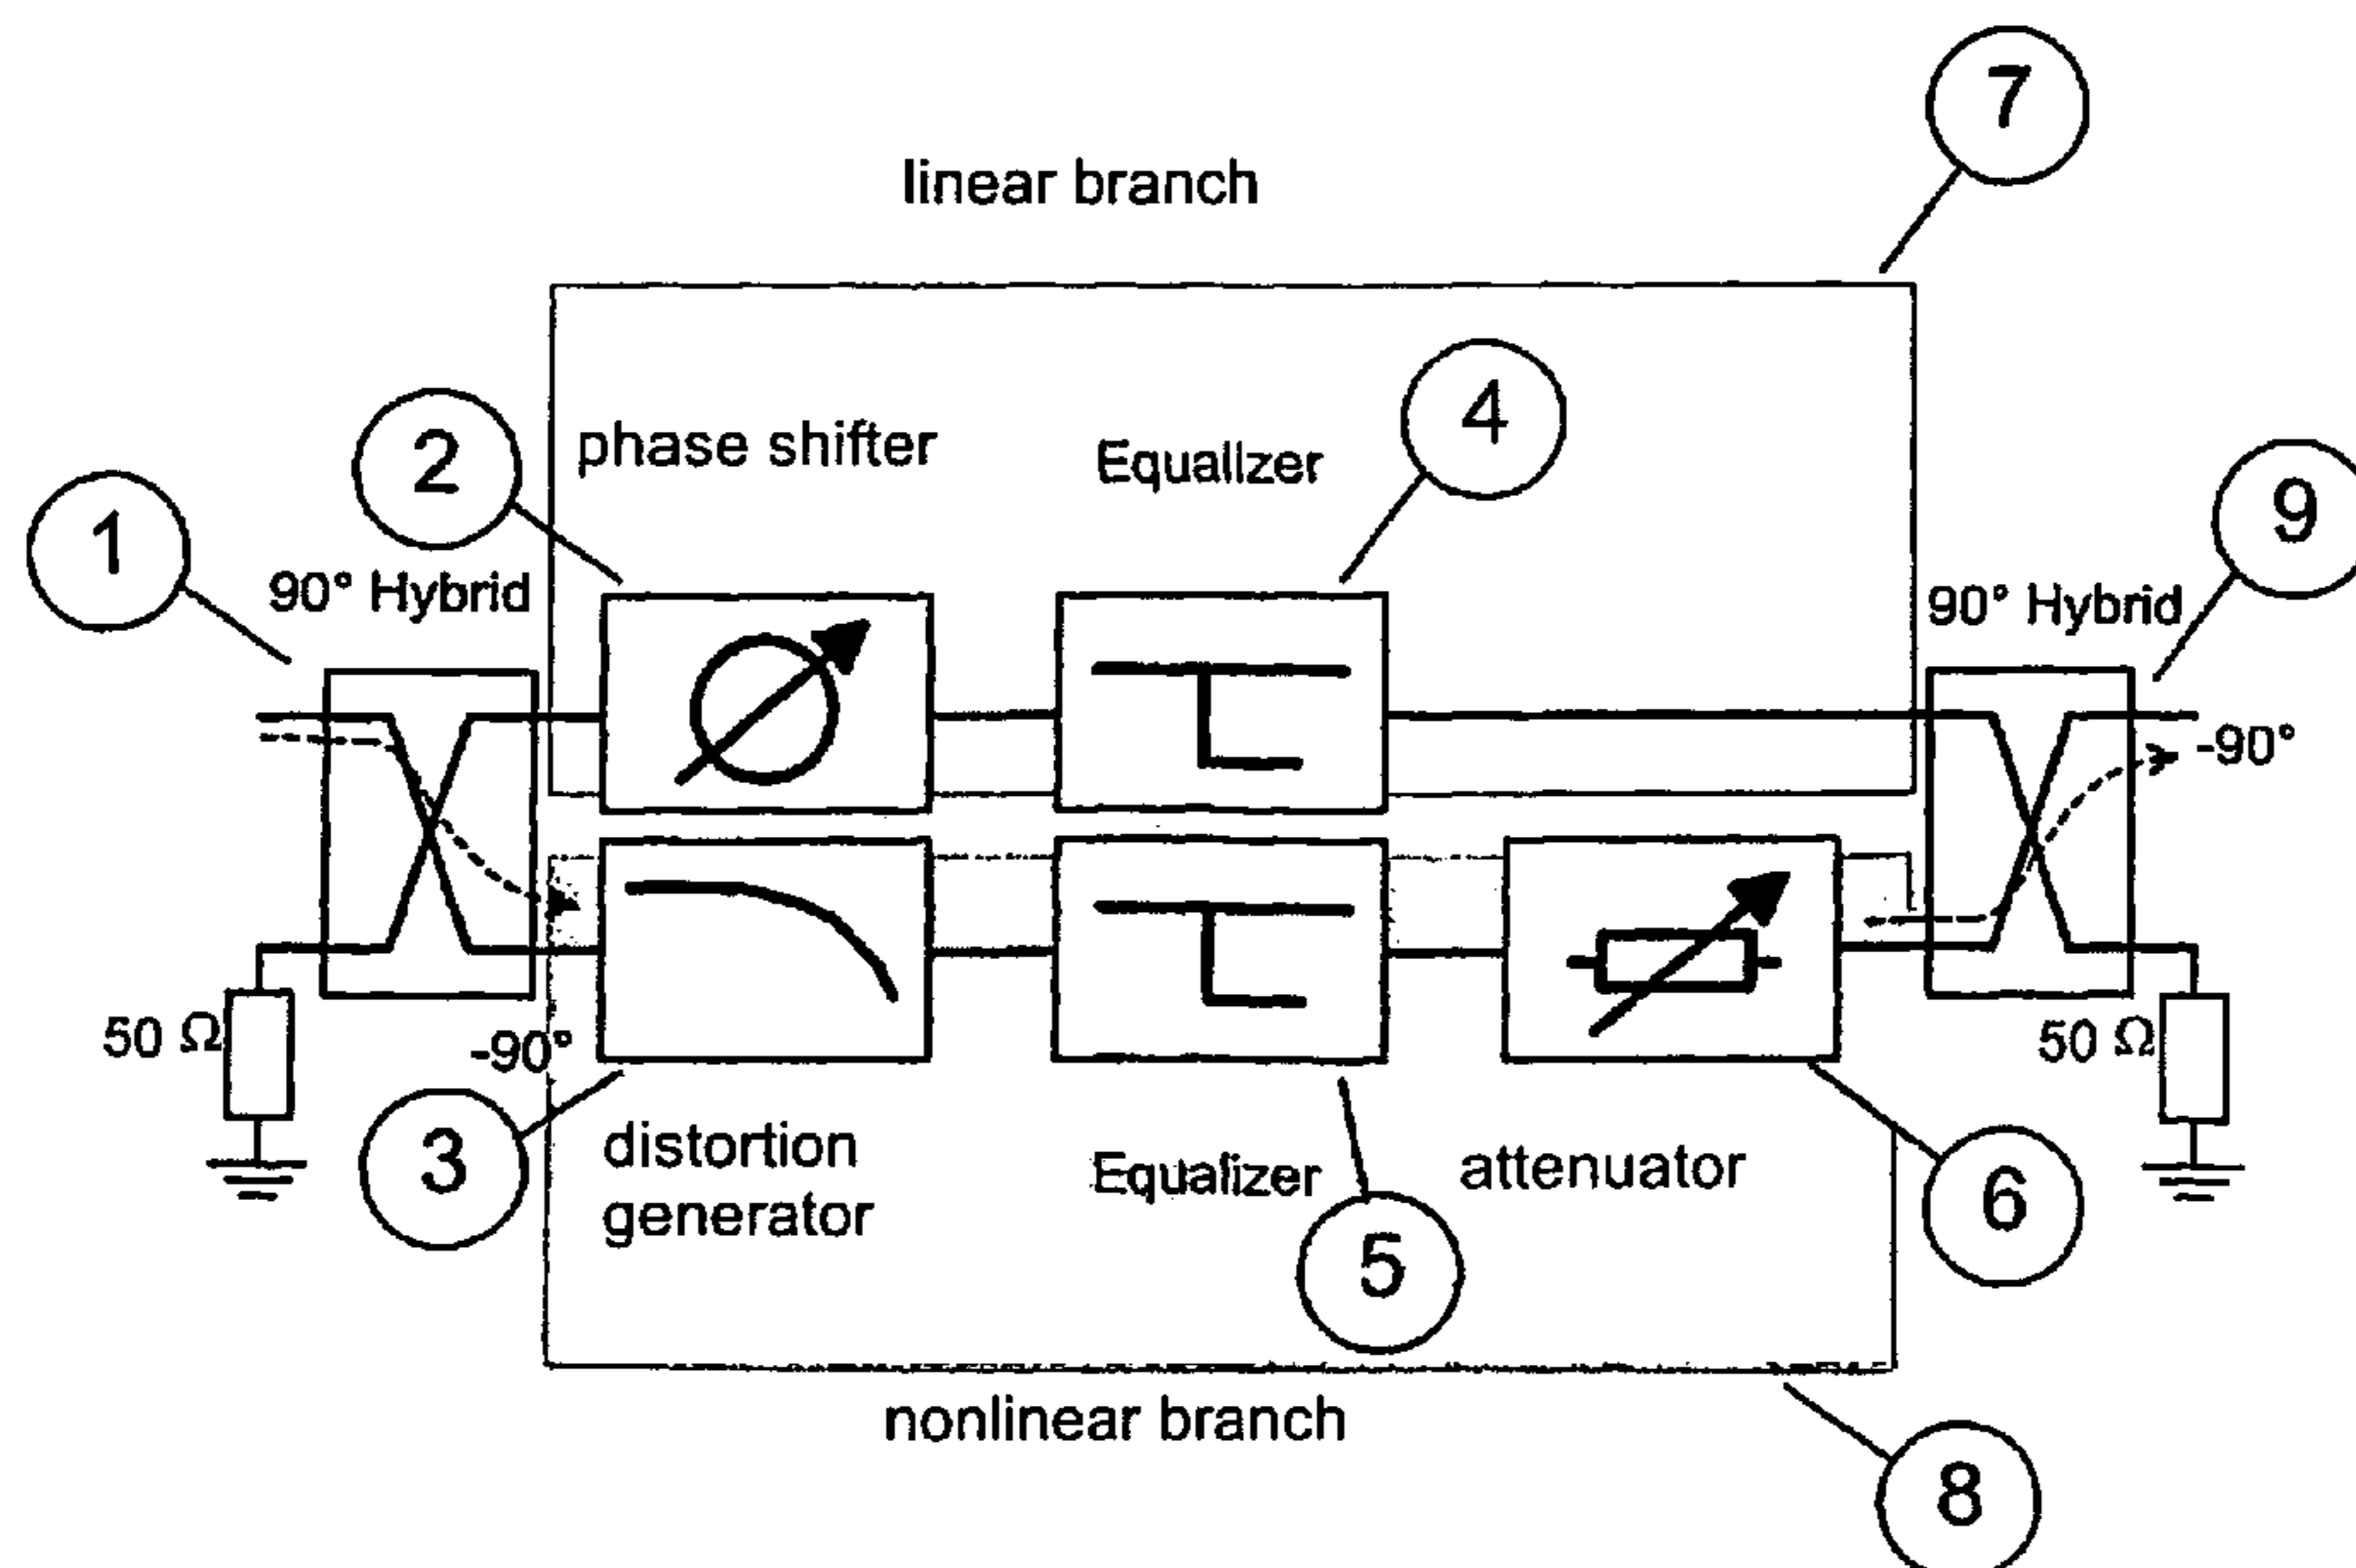 7
linear branch
4
2
phase shifter
Equalizer
9
1
90° Hybrid
90° Hybrid
-90°
50 Ω
-90°
50 Ω
3
distortion
generator
Equalizer
attenuator
6
5
nonlinear branch
8